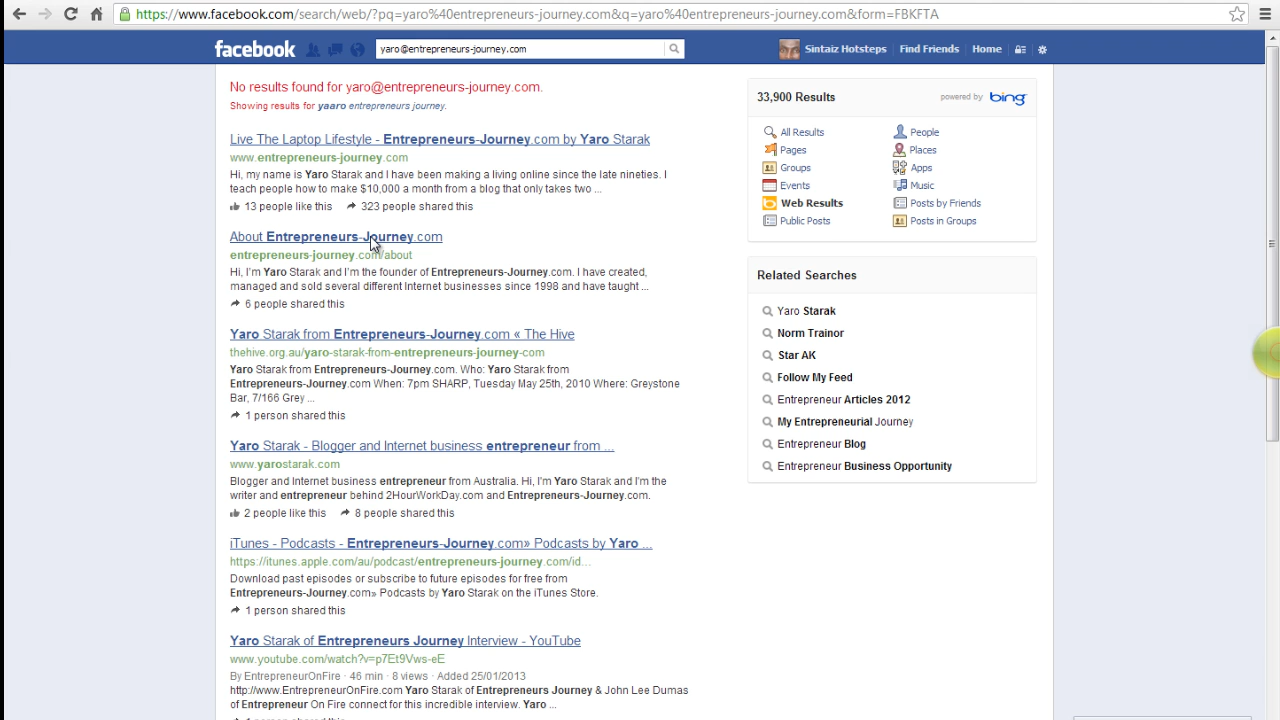 https://www.facebook.com/search/web/?pq=yaro%40entrepreneurs-journey.com&q=yaro%40entrepreneurs-journey.com&form=FBKFTA
facebook
yaro@entrepreneurs-journey.com
Sintaiz Hotsteps
Find Friends
Home
No results found for yaro@entrepreneurs-journey.com.
Showing results for yaaro entrepreneurs journey.
Live The Laptop Lifestyle - Entrepreneurs-Journey.com by Yaro Starak
www.entrepreneurs-journey.com
Hi, my name is Yaro Starak and I have been making a living online since the late nineties. I
teach people how to make $10,000 a month from a blog that only takes two ...
13 people like this 323 people shared this
About Entrepreneurs-Journey.com
entrepreneurs-journey.com/about
Hi, I'm Yaro Starak and I'm the founder of Entrepreneurs-Journey.com. I have created,
managed and sold several different Internet businesses since 1998 and have taught ...
6 people shared this
Yaro Starak from Entrepreneurs-Journey.com « The Hive
thehive.org.au/yaro-starak-from-entrepreneurs-journey-com
Yaro Starak from Entrepreneurs-Journey.com. Who: Yaro Starak from
Entrepreneurs-Journey.com When: 7pm SHARP, Tuesday May 25th, 2010 Where: Greystone
Bar, 7/166 Grey ...
1 person shared this
Yaro Starak - Blogger and Internet business entrepreneur from ...
www.yarostarak.com
Blogger and Internet business entrepreneur from Australia. Hi, I'm Yaro Starak and I'm the
writer and entrepreneur behind 2HourWorkDay.com and Entrepreneurs-Journey.com.
2 people like this 8 people shared this
iTunes - Podcasts - Entrepreneurs-Journey.com» Podcasts by Yaro ...
https://itunes.apple.com/au/podcast/entrepreneurs-journey.com/id...
Download past episodes or subscribe to future episodes for free from
Entrepreneurs-Journey.com» Podcasts by Yaro Starak on the iTunes Store.
1 person shared this
Yaro Starak of Entrepreneurs Journey Interview - YouTube
www.youtube.com/watch?v=p7Et9Vws-eE
By EntrepreneurOnFire · 46 min · 8 views · Added 25/01/2013
http://www.EntrepreneurOnFire.com Yaro Starak of Entrepreneurs Journey & John Lee Dumas
of Entrepreneur On Fire connect for this incredible interview. Yaro ...
1 person shared this
33,900 Results
powered by bing
All Results
People
Pages
Places
Groups
Apps
Events
Music
Web Results
Posts by Friends
Public Posts
Posts in Groups
Related Searches
Yaro Starak
Norm Trainor
Star AK
Follow My Feed
Entrepreneur Articles 2012
My Entrepreneurial Journey
Entrepreneur Blog
Entrepreneur Business Opportunity